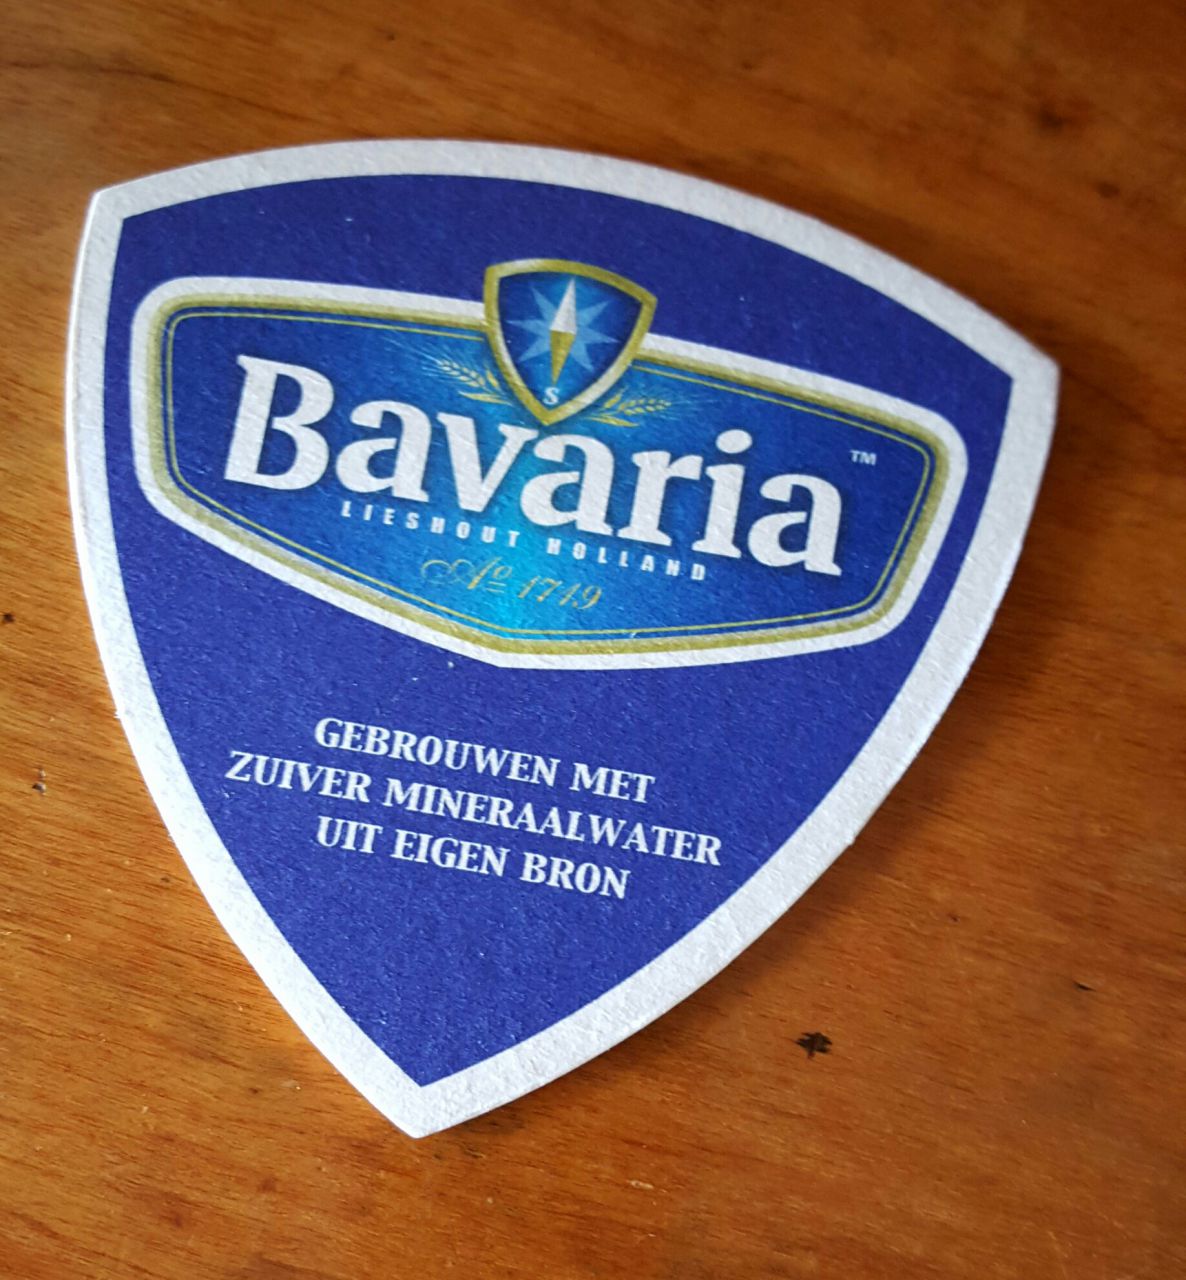 S
Bavaria
TM
LIESHOUT HOLLAND
Aº 1719
GEBROUWEN MET
ZUIVER MINERAALWATER
UIT EIGEN BRON